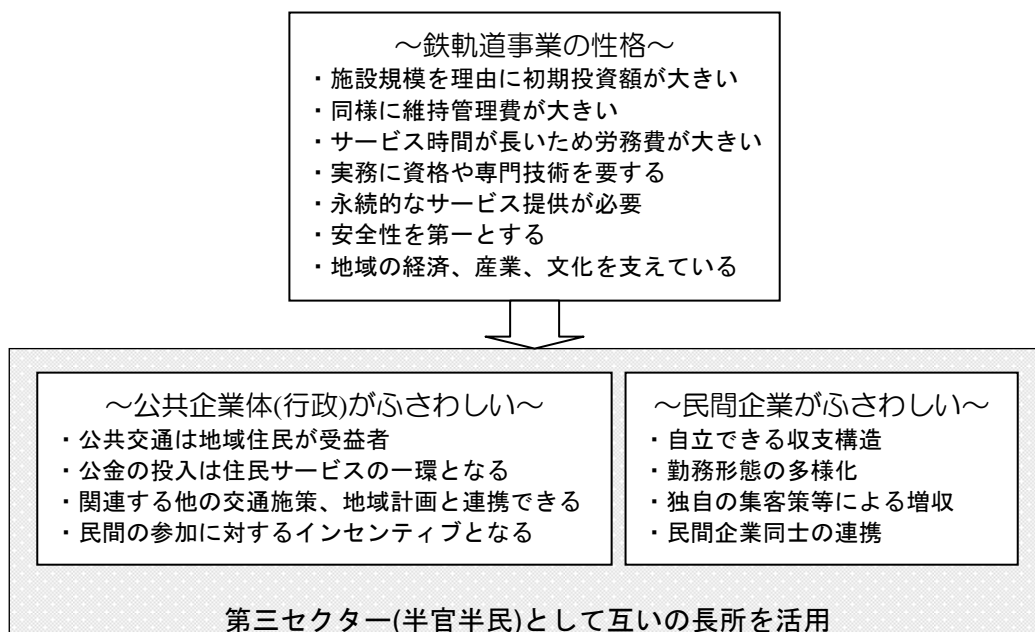 ～鉄軌道事業の性格～
・施設規模を理由に初期投資額が大きい
・同様に維持管理費が大きい
・サービス時間が長いため労務費が大きい
・実務に資格や専門技術を要する
・永続的なサービス提供が必要
・安全性を第一とする
・地域の経済、産業、文化を支えている
～公共企業体(行政)がふさわしい～
・公共交通は地域住民が受益者
・公金の投入は住民サービスの一環となる
・関連する他の交通施策、地域計画と連携できる
・民間の参加に対するインセンティブとなる
～民間企業がふさわしい～
・自立できる収支構造
・勤務形態の多様化
・独自の集客策等による増収
・民間企業同士の連携
第三セクター(半官半民)として互いの長所を活用